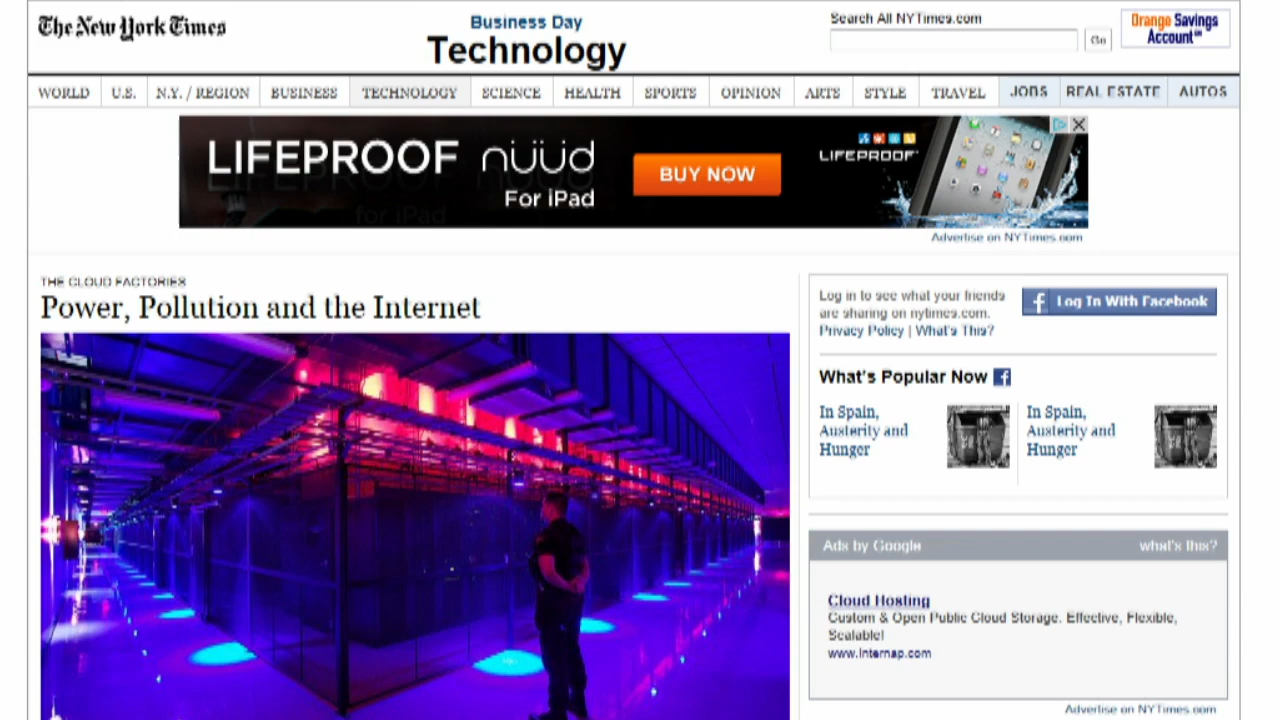 The New York Times
Business Day
Technology
Search All NYTimes.com
Go
Orange Savings
Account
WORLD U.S. N.Y. / REGION BUSINESS TECHNOLOGY SCIENCE HEALTH SPORTS OPINION ARTS STYLE TRAVEL JOBS REAL ESTATE AUTOS
LIFEPROOF nüüd
For iPad
for iPad
BUY NOW
LIFEPROOF
Advertise on NYTimes.com
THE CLOUD FACTORIES
Power, Pollution and the Internet
Log in to see what your friends
are sharing on nytimes.com.
Privacy Policy | What's This?
f Log In With Facebook
What's Popular Now f
In Spain,
Austerity and
Hunger
In Spain,
Austerity and
Hunger
Ads by Google what's this?
Cloud Hosting
Custom & Open Public Cloud Storage. Effective, Flexible,
Scalable!
www.internap.com
Advertise on NYTimes.com